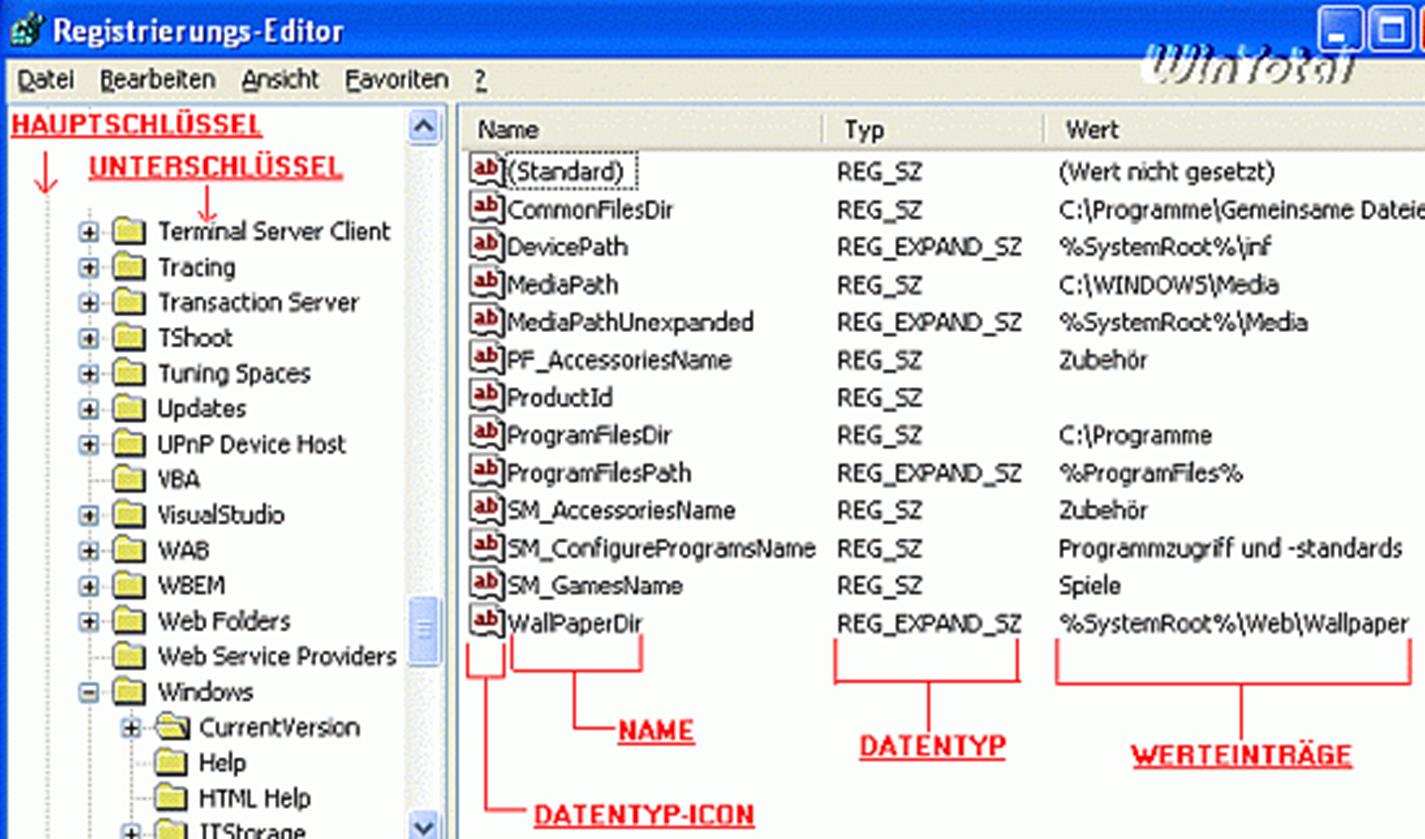 Registrierungs-Editor
WinTotal
Datei Bearbeiten Ansicht Favoriten ?
HAUPTSCHLÜSSEL
UNTERSCHLÜSSEL
Terminal Server Client
Tracing
Transaction Server
TShoot
Tuning Spaces
Updates
UPnP Device Host
VBA
VisualStudio
WAB
WBEM
Web Folders
Web Service Providers
Windows
CurrentVersion
Help
HTML Help
ITStorage
Name Typ Wert
(Standard) REG_SZ (Wert nicht gesetzt)
CommonFilesDir REG_SZ C:\Programme\Gemeinsame Dateie
DevicePath REG_EXPAND_SZ %SystemRoot%\inf
MediaPath REG_SZ C:\WINDOWS\Media
MediaPathUnexpanded REG_EXPAND_SZ %SystemRoot%\Media
PF_AccessoriesName REG_SZ Zubehör
ProductId REG_SZ
ProgramFilesDir REG_SZ C:\Programme
ProgramFilesPath REG_EXPAND_SZ %ProgramFiles%
SM_AccessoriesName REG_SZ Zubehör
SM_ConfigureProgramsName REG_SZ Programmzugriff und -standards
SM_GamesName REG_SZ Spiele
WallPaperDir REG_EXPAND_SZ %SystemRoot%\Web\Wallpaper
NAME
DATENTYP
WERTEINTRÄGE
DATENTYP-ICON